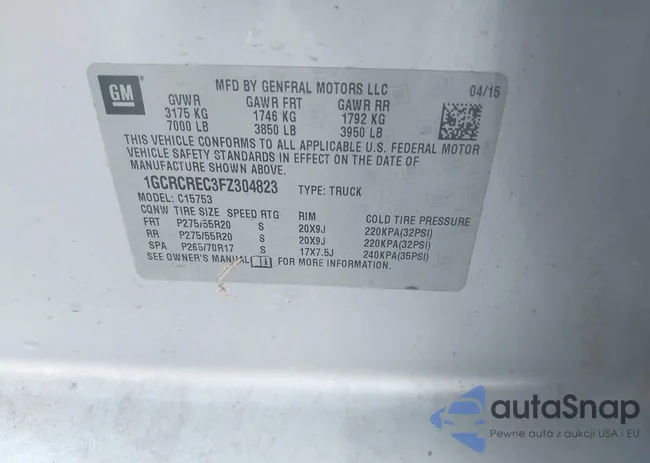 GM
MFD BY GENERAL MOTORS LLC
04/15
GVWR GAWR FRT GAWR RR
3175 KG 1746 KG 1792 KG
7000 LB 3850 LB 3950 LB
THIS VEHICLE CONFORMS TO ALL APPLICABLE U.S. FEDERAL MOTOR
VEHICLE SAFETY STANDARDS IN EFFECT ON THE DATE OF
MANUFACTURE SHOWN ABOVE.
1GCRCREC3FZ304823 TYPE: TRUCK
MODEL: C15753
CQNW TIRE SIZE SPEED RTG RIM COLD TIRE PRESSURE
FRT P275/55R20 S 20X9J 220KPA(32PSI)
RR P275/55R20 S 20X9J 220KPA(32PSI)
SPA P265/70R17 S 17X7.5J 240KPA(35PSI)
SEE OWNER'S MANUAL FOR MORE INFORMATION.
autaSnap
Pewne auta z aukcji USA i EU